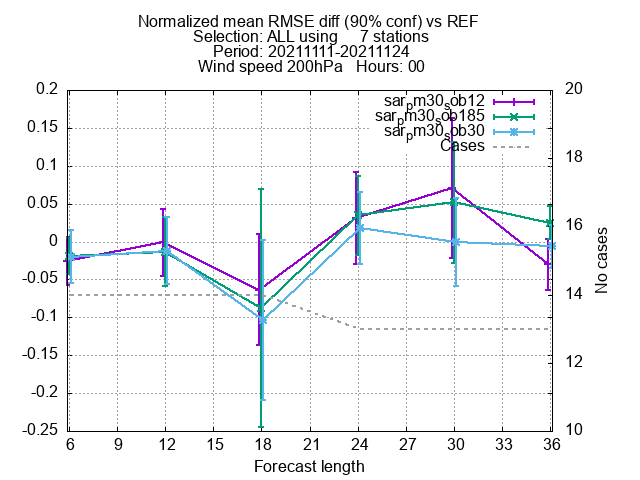 Normalized mean RMSE diff (90% conf) vs REF
Selection: ALL using 7 stations
Period: 20211111-20211124
Wind speed 200hPa Hours: 00
sar_pm30_sob12
sar_pm30_sob185
sar_pm30_sob30
Cases
0.2
0.15
0.1
0.05
0
-0.05
-0.1
-0.15
-0.2
-0.25
20
18
16
14
12
10
No cases
6 9 12 15 18 21 24 27 30 33 36
Forecast length